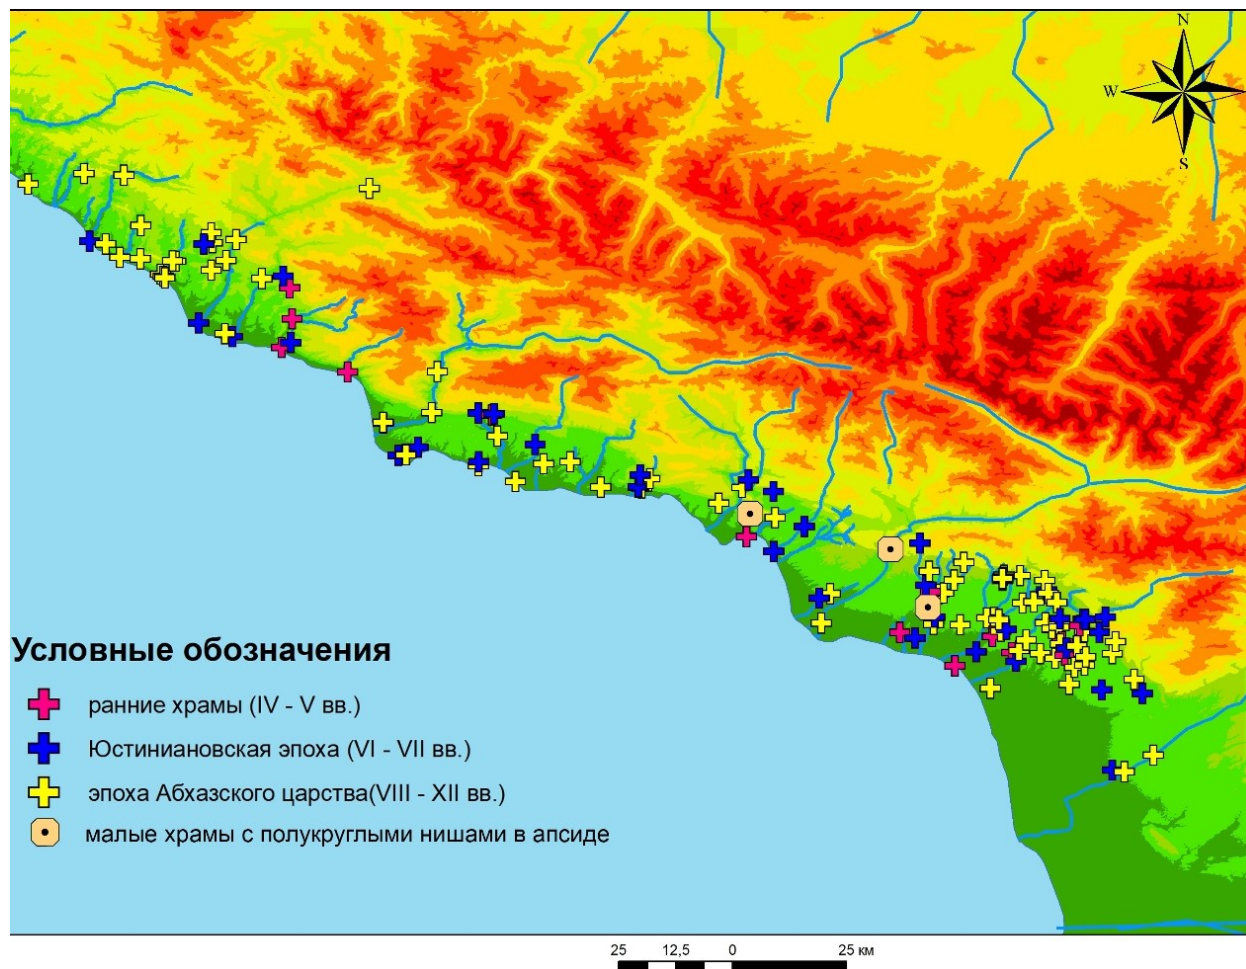 N
W
S
Условные обозначения
ранние храмы (IV - V вв.)
Юстиниановская эпоха (VI - VII вв.)
эпоха Абхазского царства(VIII - XII вв.)
малые храмы с полукруглыми нишами в апсиде
25 12,5 0 25 км